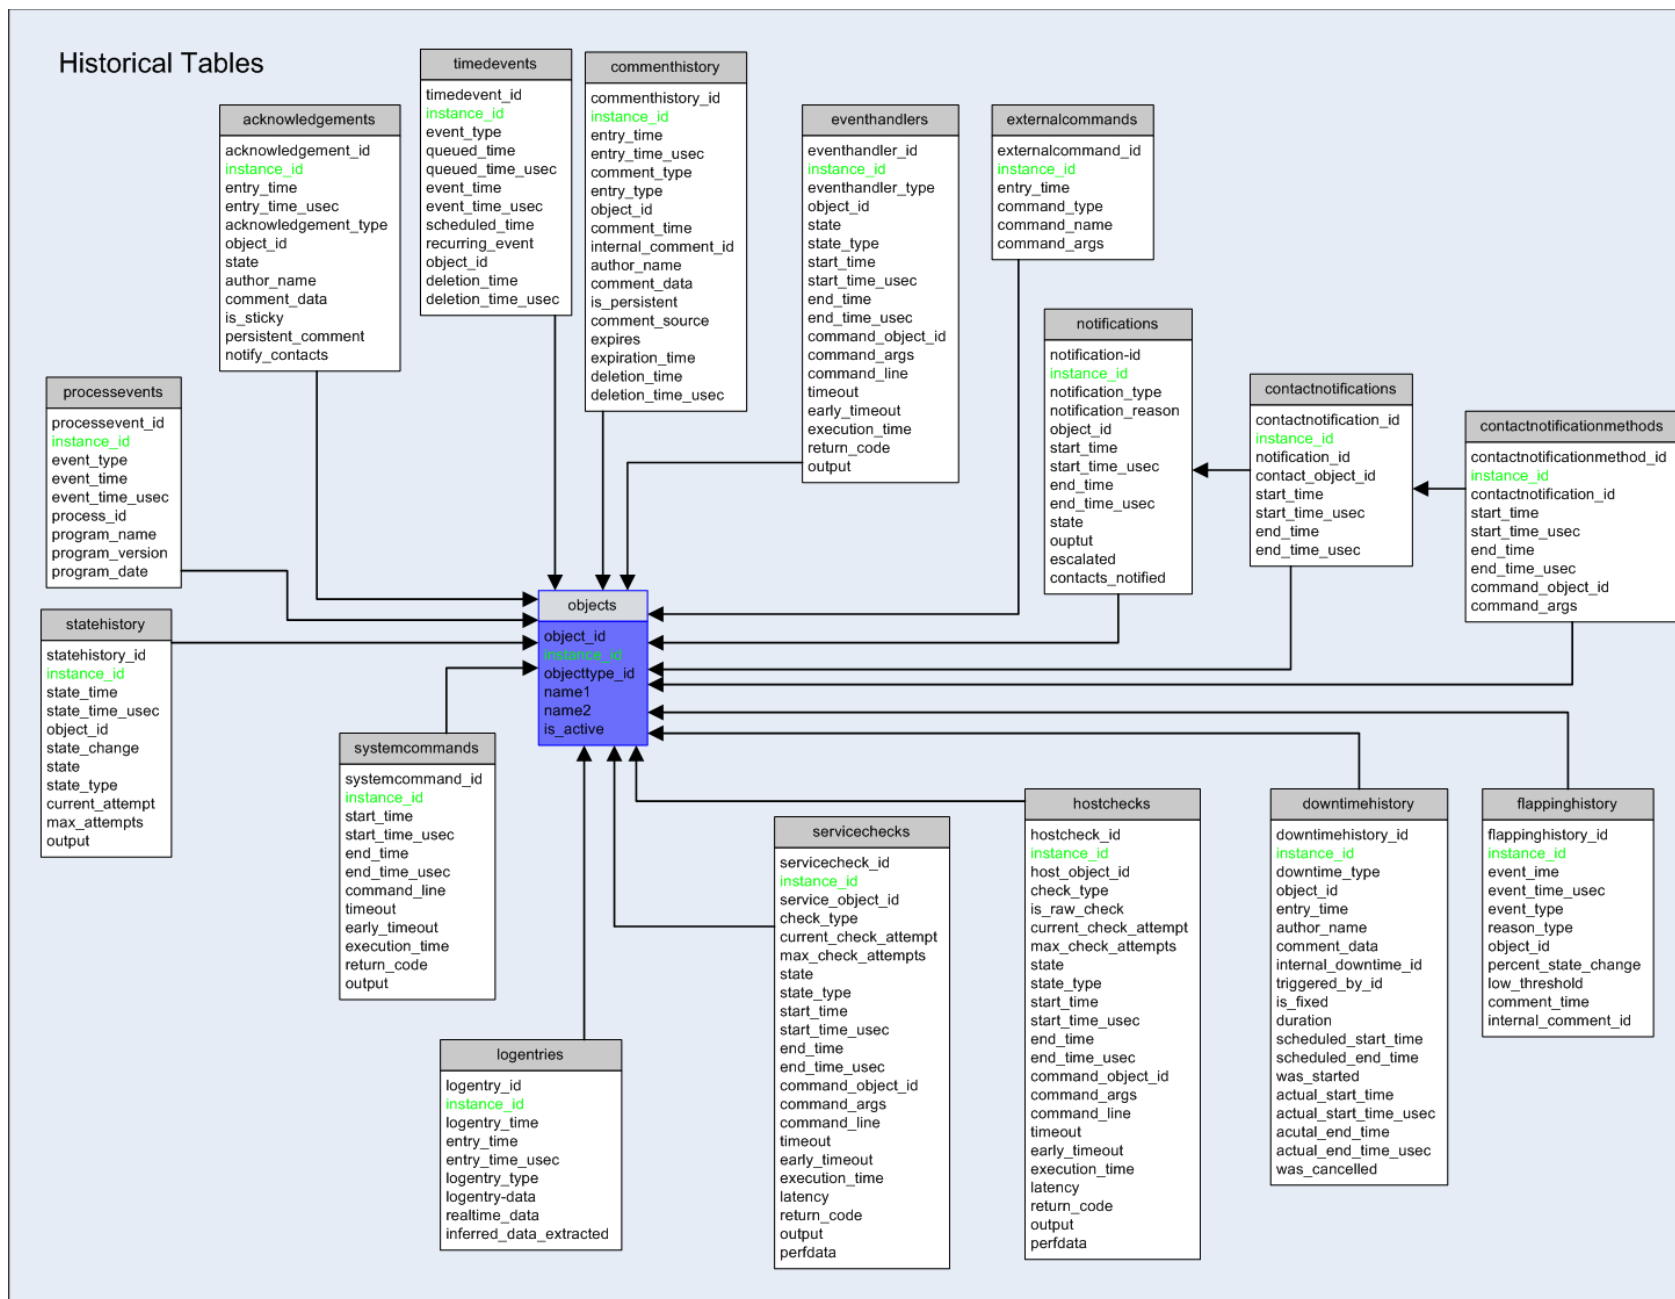 Historical Tables
timedevents
timedevent_id
instance_id
event_type
queued_time
queued_time_usec
event_time
event_time_usec
scheduled_time
recurring_event
object_id
deletion_time
deletion_time_usec
commenthistory
commenthistory_id
instance_id
entry_time
entry_time_usec
comment_type
entry_type
object_id
comment_time
internal_comment_id
author_name
comment_data
is_persistent
comment_source
expires
expiration_time
deletion_time
deletion_time_usec
acknowledgements
acknowledgement_id
instance_id
entry_time
entry_time_usec
acknowledgement_type
object_id
state
author_name
comment_data
is_sticky
persistent_comment
notify_contacts
eventhandlers
eventhandler_id
instance_id
eventhandler_type
object_id
state
state_type
start_time
start_time_usec
end_time
end_time_usec
command_object_id
command_args
command_line
timeout
early_timeout
execution_time
return_code
output
externalcommands
externalcommand_id
instance_id
entry_time
command_type
command_name
command_args
notifications
notification-id
instance_id
notification_type
notification_reason
object_id
start_time
start_time_usec
end_time
end_time_usec
state
ouptut
escalated
contacts_notified
contactnotifications
contactnotification_id
instance_id
notification_id
contact_object_id
start_time
start_time_usec
end_time
end_time_usec
contactnotificationmethods
contactnotificationmethod_id
instance_id
contactnotification_id
start_time
start_time_usec
end_time
end_time_usec
command_object_id
command_args
processevents
processevent_id
instance_id
event_type
event_time
event_time_usec
process_id
program_name
program_version
program_date
objects
object_id
instance_id
objecttype_id
name1
name2
is_active
statehistory
statehistory_id
instance_id
state_time
state_time_usec
object_id
state_change
state
state_type
current_attempt
max_attempts
output
systemcommands
systemcommand_id
instance_id
start_time
start_time_usec
end_time
end_time_usec
command_line
timeout
early_timeout
execution_time
return_code
output
logentries
logentry_id
instance_id
logentry_time
entry_time
entry_time_usec
logentry_type
logentry-data
realtime_data
inferred_data_extracted
servicechecks
servicecheck_id
instance_id
service_object_id
check_type
current_check_attempt
max_check_attempts
state
state_type
start_time
start_time_usec
end_time
end_time_usec
command_object_id
command_args
command_line
timeout
early_timeout
execution_time
latency
return_code
output
perfdata
hostchecks
hostcheck_id
instance_id
host_object_id
check_type
is_raw_check
current_check_attempt
max_check_attempts
state
state_type
start_time
start_time_usec
end_time
end_time_usec
command_object_id
command_args
command_line
timeout
early_timeout
execution_time
latency
return_code
output
perfdata
downtimehistory
downtimehistory_id
instance_id
downtime_type
object_id
entry_time
author_name
comment_data
internal_downtime_id
triggered_by_id
is_fixed
duration
scheduled_start_time
scheduled_end_time
was_started
actual_start_time
actual_start_time_usec
acutal_end_time
actual_end_time_usec
was_cancelled
flappinghistory
flappinghistory_id
instance_id
event_ime
event_time_usec
event_type
reason_type
object_id
percent_state_change
low_threshold
comment_time
internal_comment_id